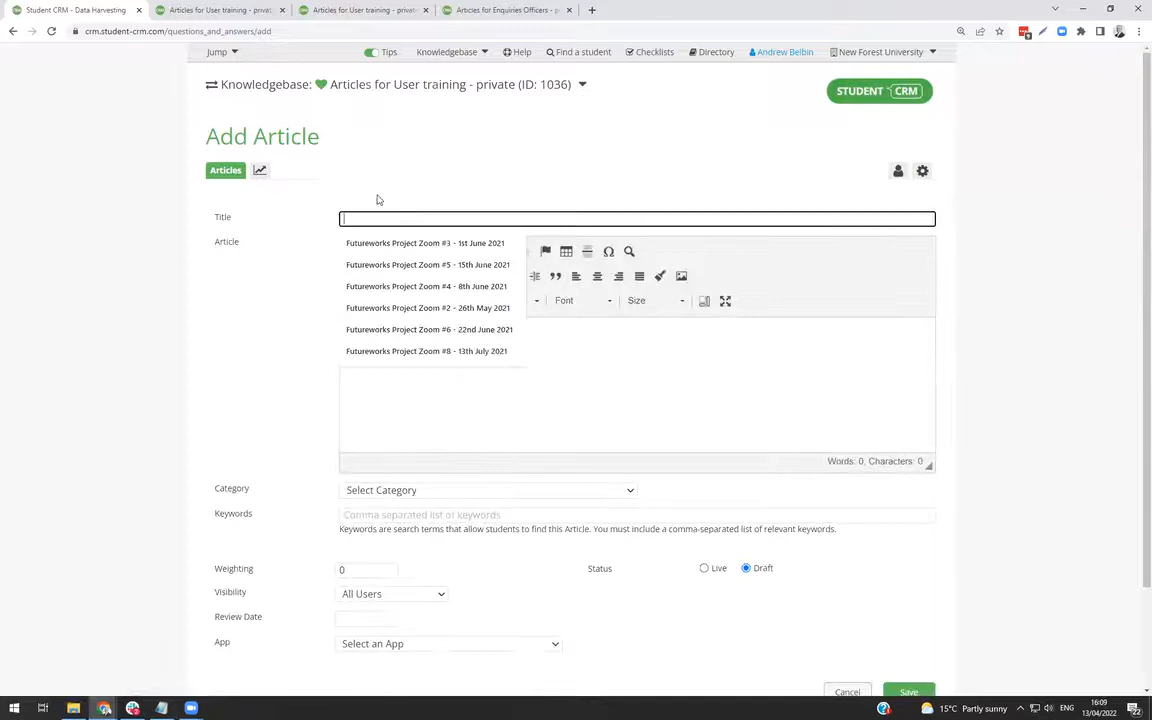 Student CRM - Data Harvesting
Articles for User training - privat
Articles for User training - private
Articles for Enquiries Officers - p
crm.student-crm.com/questions_and_answers/add
Jump
Tips
Knowledgebase
Help
Find a student
Checklists
Directory
Andrew Belbin
New Forest University
Knowledgebase: Articles for User training - private (ID: 1036)
STUDENT CRM
Add Article
Articles
Title
Article
Futureworks Project Zoom #3 - 1st June 2021
Futureworks Project Zoom #5 - 15th June 2021
Futureworks Project Zoom #4 - 8th June 2021
Futureworks Project Zoom #2 - 26th May 2021
Futureworks Project Zoom #6 - 22nd June 2021
Futureworks Project Zoom #8 - 13th July 2021
Font
Size
Words: 0, Characters: 0
Category
Select Category
Keywords
Comma separated list of keywords
Keywords are search terms that allow students to find this Article. You must include a comma-separated list of relevant keywords.
Weighting
0
Status
Live
Draft
Visibility
All Users
Review Date
App
Select an App
Cancel
Save
15°C Partly sunny
ENG
16:09
13/04/2022
22